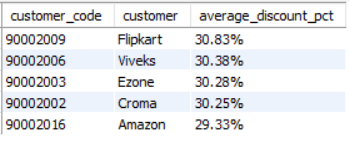 customer_code customer average_discount_pct
90002009 Flipkart 30.83%
90002006 Viveks 30.38%
90002003 Ezone 30.28%
90002002 Croma 30.25%
90002016 Amazon 29.33%